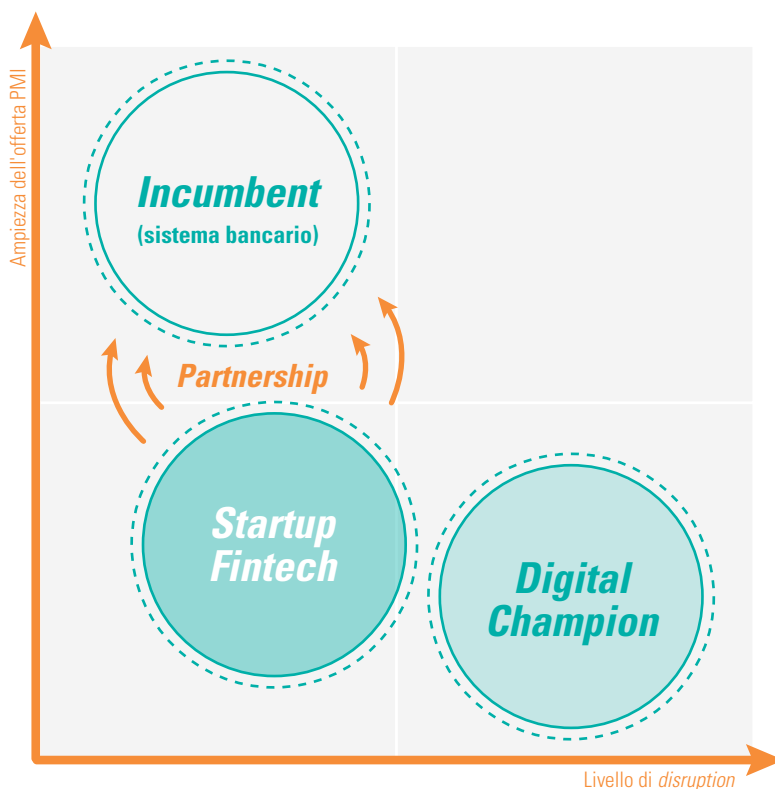 Ampiezza dell'offerta PMI
Incumbent
(sistema bancario)
Partnership
Startup
Fintech
Digital
Champion
Livello di disruption